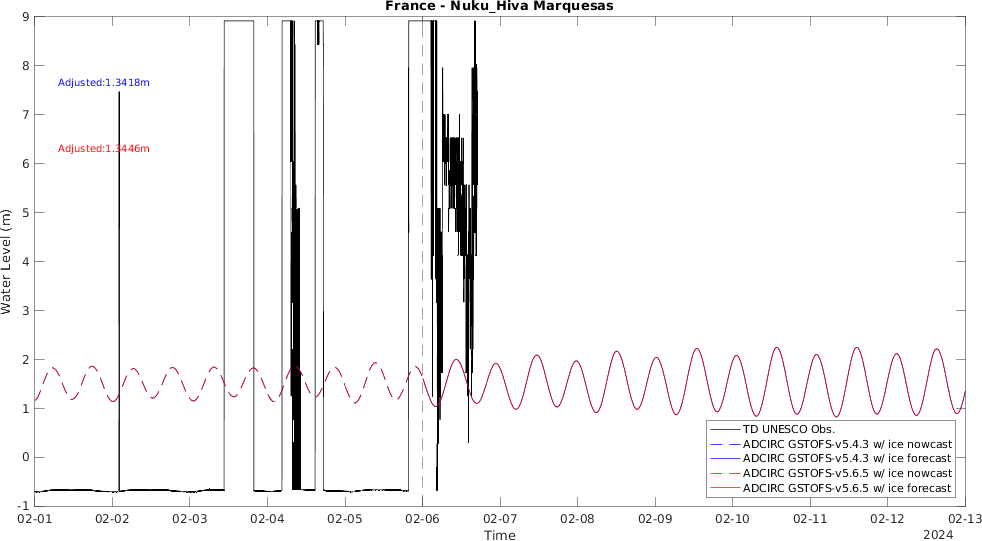 France - Nuku_Hiva Marquesas
9
8
7
6
5
4
3
2
1
0
-1
Water Level (m)
Adjusted:1.3418m
Adjusted:1.3446m
TD UNESCO Obs.
ADCIRC GSTOFS-v5.4.3 w/ ice nowcast
ADCIRC GSTOFS-v5.4.3 w/ ice forecast
ADCIRC GSTOFS-v5.6.5 w/ ice nowcast
ADCIRC GSTOFS-v5.6.5 w/ ice forecast
02-01 02-02 02-03 02-04 02-05 02-06 02-07 02-08 02-09 02-10 02-11 02-12 02-13
Time
2024